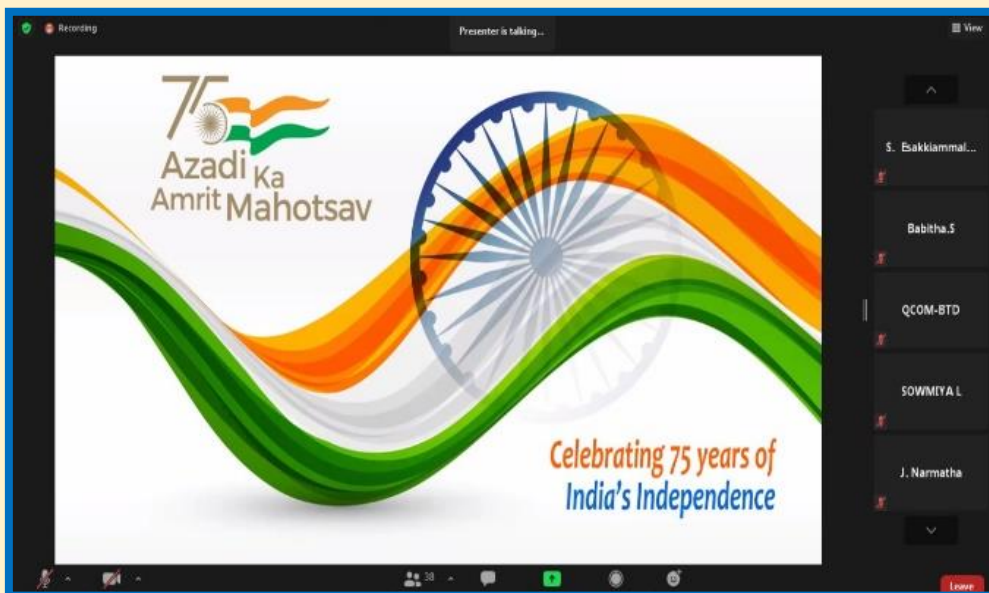 Recording
Presenter is talking...
View
75
Azadi Ka
Amrit Mahotsav
Celebrating 75 years of
India's Independence
S. Esakkiammal...
Babitha.S
QCOM-BTD
SOWMIYA L
J. Narmatha
38
Leave